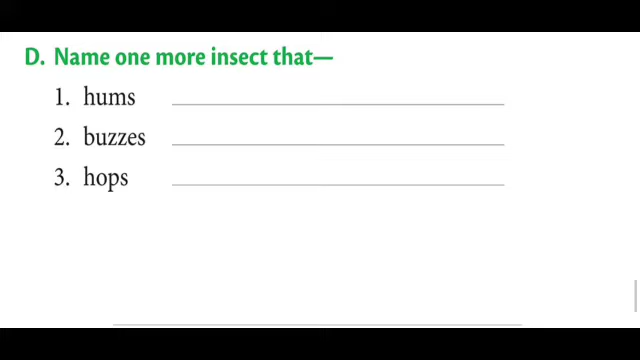 D. Name one more insect that—
1. hums
2. buzzes
3. hops